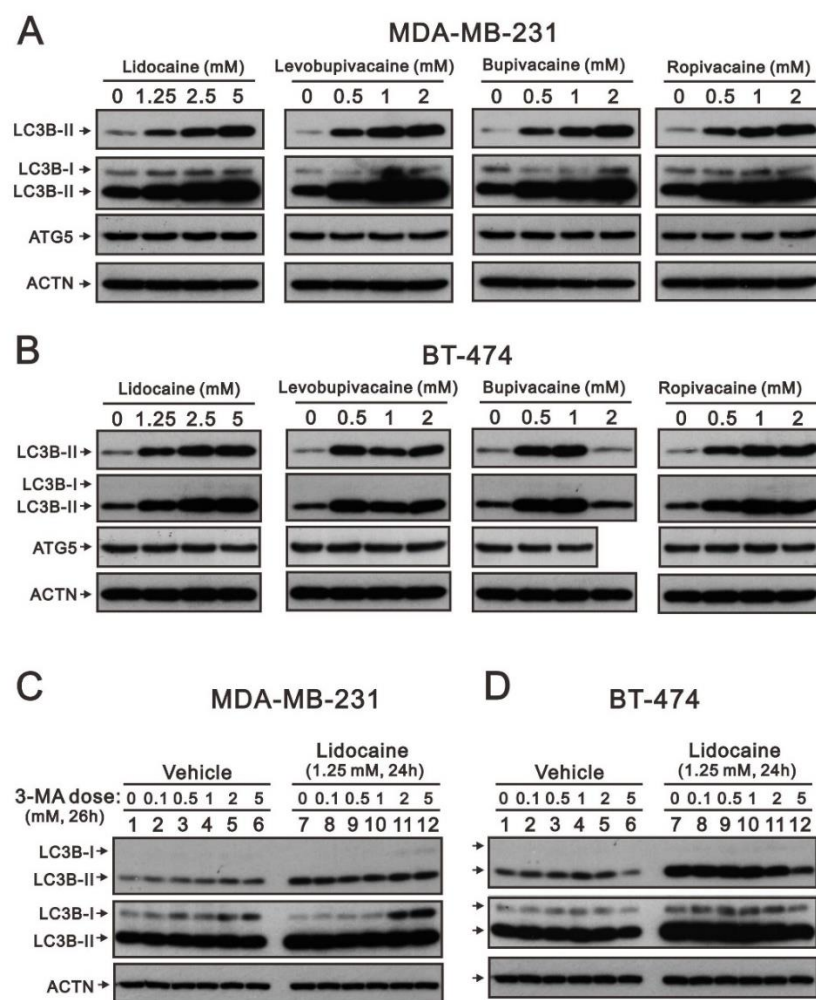 A
MDA-MB-231
Lidocaine (mM) Levobupivacaine (mM) Bupivacaine (mM) Ropivacaine (mM)
0 1.25 2.5 5 0 0.5 1 2 0 0.5 1 2 0 0.5 1 2
LC3B-II
LC3B-I
LC3B-II
ATG5
ACTN
B
BT-474
Lidocaine (mM) Levobupivacaine (mM) Bupivacaine (mM) Ropivacaine (mM)
0 1.25 2.5 5 0 0.5 1 2 0 0.5 1 2 0 0.5 1 2
LC3B-II
LC3B-I
LC3B-II
ATG5
ACTN
C
MDA-MB-231
Vehicle Lidocaine
(1.25 mM, 24h)
3-MA dose: 0 0.1 0.5 1 2 5 0 0.1 0.5 1 2 5
(mM, 26h) 1 2 3 4 5 6 7 8 9 10 11 12
LC3B-I
LC3B-II
LC3B-I
LC3B-II
ACTN
D
BT-474
Vehicle Lidocaine
(1.25 mM, 24h)
0 0.1 0.5 1 2 5 0 0.1 0.5 1 2 5
1 2 3 4 5 6 7 8 9 10 11 12